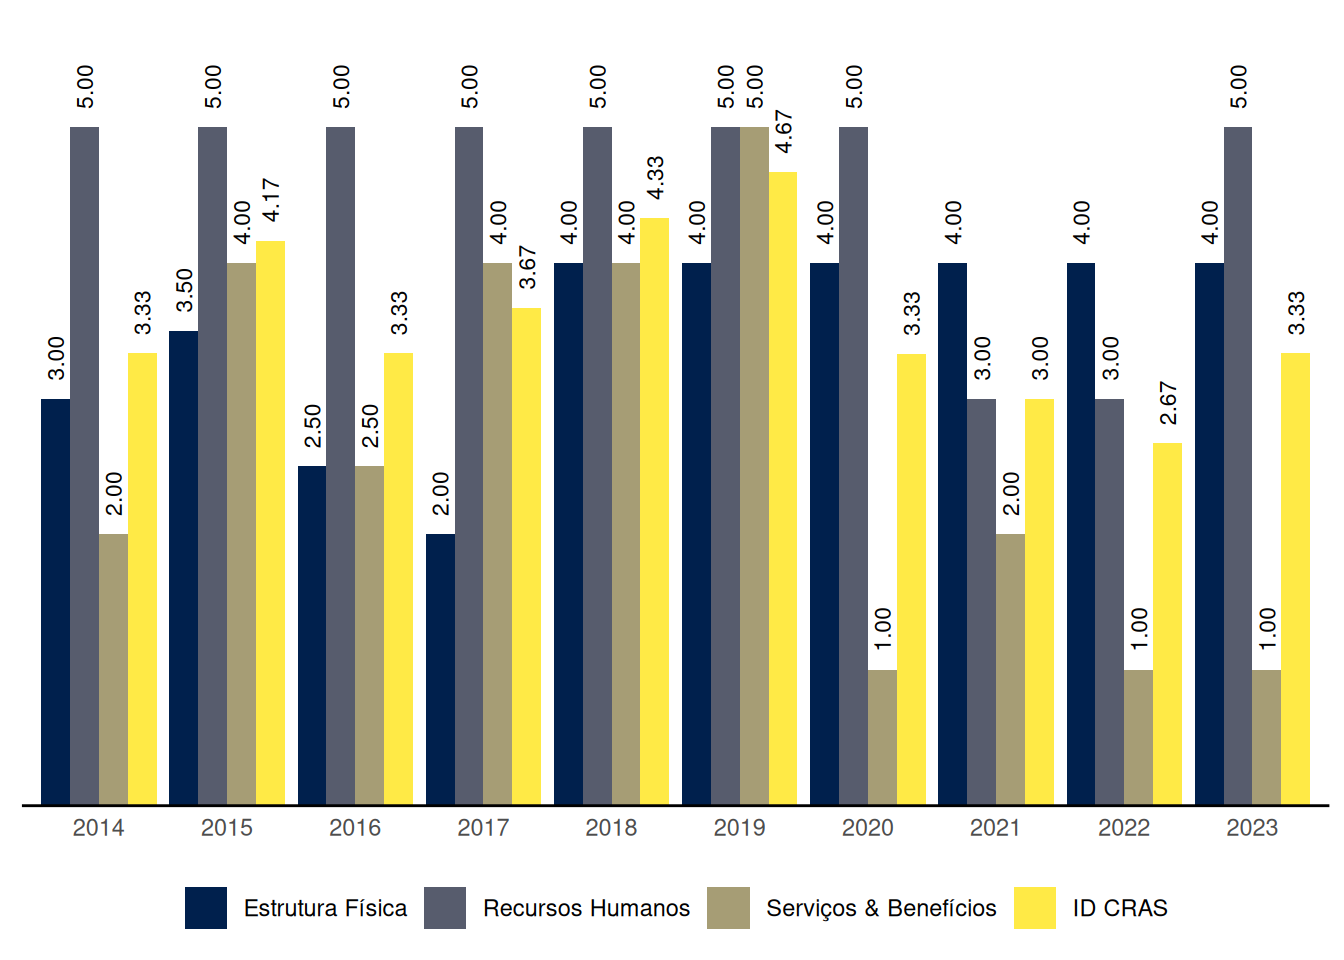 3.00 5.00 2.00 3.33
3.50 5.00 4.00 4.17
2.50 5.00 2.50 3.33
2.00 5.00 4.00 3.67
4.00 5.00 4.00 4.33
4.00 5.00 5.00 4.67
4.00 5.00 1.00 3.33
4.00 3.00 2.00 3.00
4.00 3.00 1.00 2.67
4.00 5.00 1.00 3.33
2014 2015 2016 2017 2018 2019 2020 2021 2022 2023
Estrutura Física Recursos Humanos Serviços & Benefícios ID CRAS